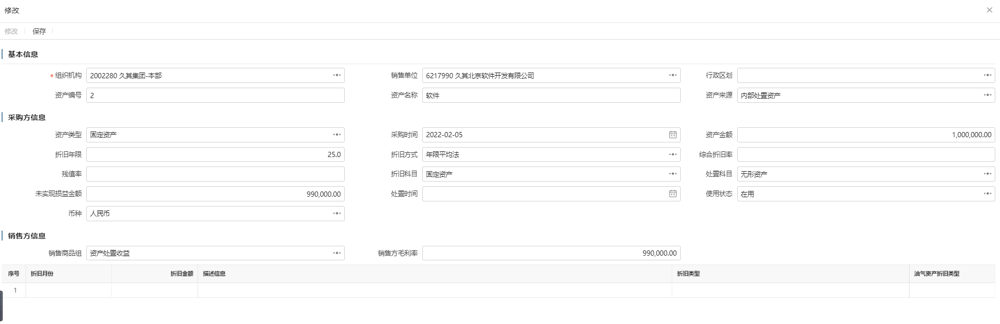 修改
修改 保存
基本信息
*组织机构 2002280 久其集团-本部 销售单位 6217990 久其北京软件开发有限公司 行政区划
资产编号 2 资产名称 软件 资产来源 内部处置资产
采购方信息
资产类型 固定资产 采购时间 2022-02-05 资产金额 1,000,000.00
折旧年限 25.0 折旧方式 年限平均法 综合折旧率
残值率 折旧科目 固定资产 处置科目 无形资产
未实现损益金额 990,000.00 处置时间 使用状态 在用
币种 人民币
销售方信息
销售商品组 资产处置收益 销售方毛利率 990,000.00
序号 折旧月份 折旧金额 描述信息 折旧类型 油气资产折旧类型
1